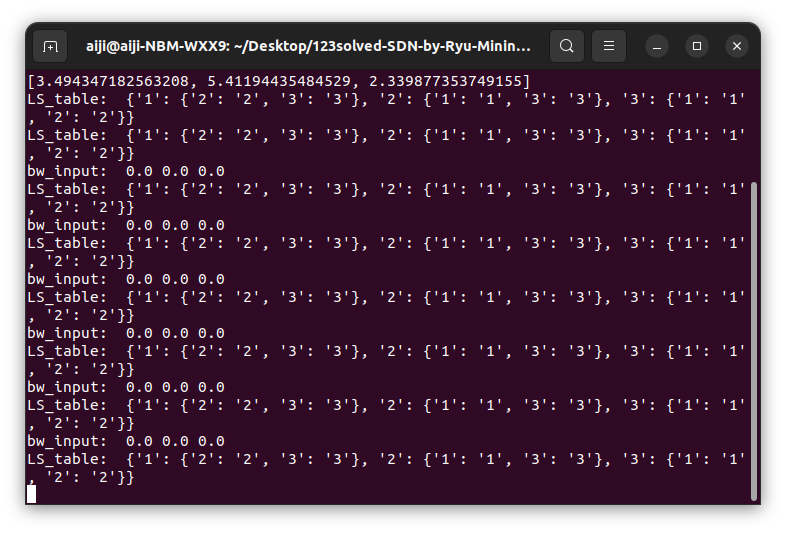 aiji@aiji-NBM-WXX9: ~/Desktop/123solved-SDN-by-Ryu-Minin...
[3.494347182563208, 5.41194435484529, 2.339877353749155]
LS_table:  {'1': {'2': '2', '3': '3'}, '2': {'1': '1', '3': '3'}, '3': {'1': '1'
, '2': '2'}}
LS_table:  {'1': {'2': '2', '3': '3'}, '2': {'1': '1', '3': '3'}, '3': {'1': '1'
, '2': '2'}}
bw_input:  0.0 0.0 0.0
LS_table:  {'1': {'2': '2', '3': '3'}, '2': {'1': '1', '3': '3'}, '3': {'1': '1'
, '2': '2'}}
bw_input:  0.0 0.0 0.0
LS_table:  {'1': {'2': '2', '3': '3'}, '2': {'1': '1', '3': '3'}, '3': {'1': '1'
, '2': '2'}}
bw_input:  0.0 0.0 0.0
LS_table:  {'1': {'2': '2', '3': '3'}, '2': {'1': '1', '3': '3'}, '3': {'1': '1'
, '2': '2'}}
bw_input:  0.0 0.0 0.0
LS_table:  {'1': {'2': '2', '3': '3'}, '2': {'1': '1', '3': '3'}, '3': {'1': '1'
, '2': '2'}}
bw_input:  0.0 0.0 0.0
LS_table:  {'1': {'2': '2', '3': '3'}, '2': {'1': '1', '3': '3'}, '3': {'1': '1'
, '2': '2'}}
bw_input:  0.0 0.0 0.0
LS_table:  {'1': {'2': '2', '3': '3'}, '2': {'1': '1', '3': '3'}, '3': {'1': '1'
, '2': '2'}}